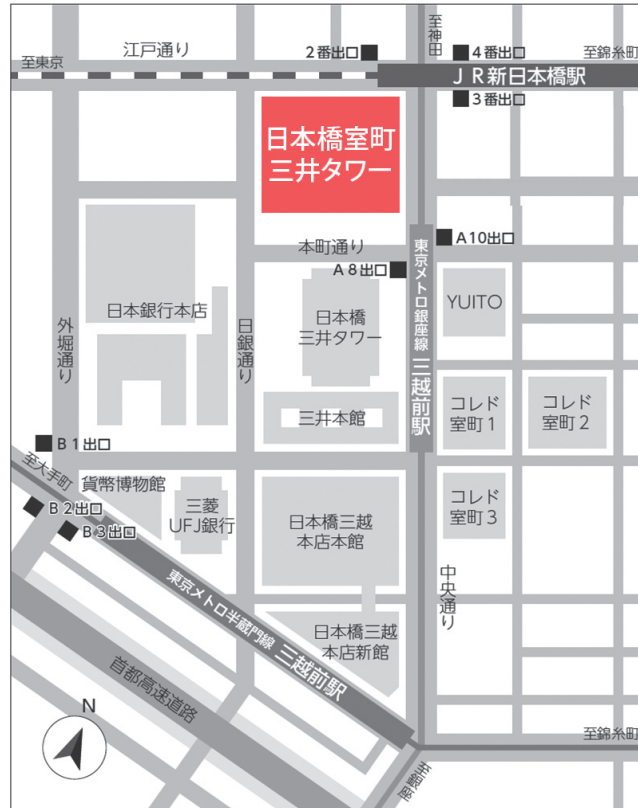 江戸通り
2番出口
至神田
4番出口
至錦糸町
至東京
JR新日本橋駅
3番出口
日本橋室町
三井タワー
A10出口
本町通り
A8出口
東京メトロ銀座線 三越前駅
YUITO
日本銀行本店
日本橋
三井タワー
外堀通り
日銀通り
コレド
室町1
コレド
室町2
三井本館
B1出口
至大手町
貨幣博物館
B2出口
B3出口
三菱
UFJ銀行
日本橋三越
本店本館
コレド
室町3
中央通り
東京メトロ半蔵門線 三越前駅
日本橋三越
本店新館
首都高速道路
N
至錦糸町
至銀座